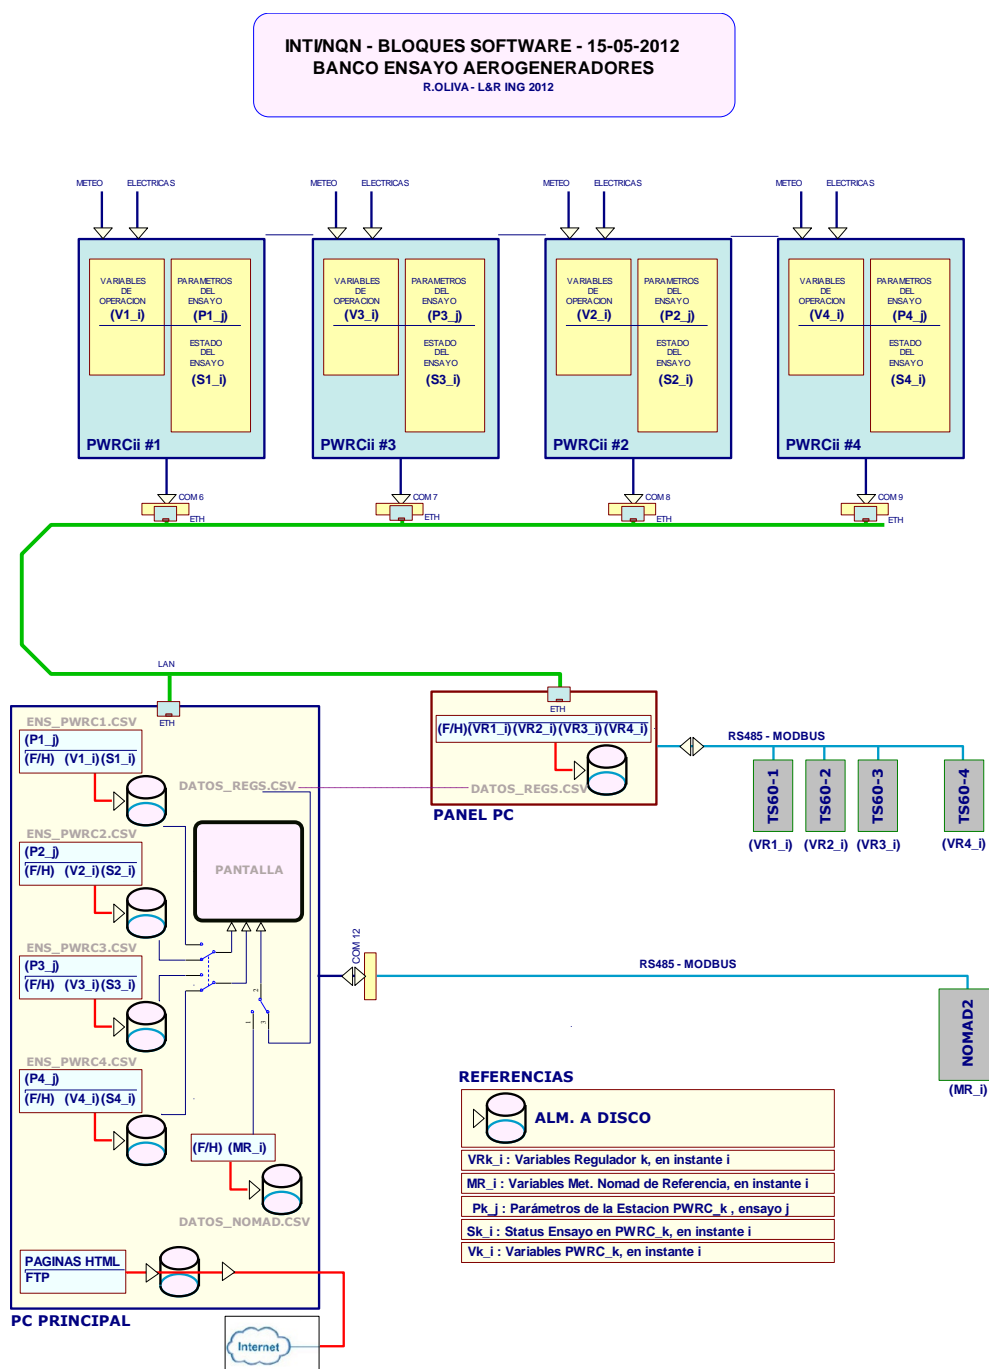 INTI/NQN - BLOQUES SOFTWARE - 15-05-2012
BANCO ENSAYO AEROGENERADORES
R.OLIVA - L&R ING 2012
METEO ELECTRICAS
METEO ELECTRICAS
METEO ELECTRICAS
METEO ELECTRICAS
VARIABLES
DE
OPERACION
(V1_i)
PARAMETROS
DEL
ENSAYO
(P1_j)
ESTADO
DEL
ENSAYO
(S1_i)
PWRCii #1
VARIABLES
DE
OPERACION
(V3_i)
PARAMETROS
DEL
ENSAYO
(P3_j)
ESTADO
DEL
ENSAYO
(S3_i)
PWRCii #3
VARIABLES
DE
OPERACION
(V2_i)
PARAMETROS
DEL
ENSAYO
(P2_j)
ESTADO
DEL
ENSAYO
(S2_i)
PWRCii #2
VARIABLES
DE
OPERACION
(V4_i)
PARAMETROS
DEL
ENSAYO
(P4_j)
ESTADO
DEL
ENSAYO
(S4_i)
PWRCii #4
COM 6
ETH
COM 7
ETH
COM 8
ETH
COM 9
ETH
LAN
ETH
ETH
ENS_PWRC1.CSV
(P1_j)
(F/H) (V1_i)(S1_i)
DATOS_REGS.CSV
ENS_PWRC2.CSV
(P2_j)
(F/H) (V2_i)(S2_i)
PANTALLA
ENS_PWRC3.CSV
(P3_j)
(F/H) (V3_i)(S3_i)
1
2
3
ENS_PWRC4.CSV
(P4_j)
(F/H) (V4_i)(S4_i)
(F/H) (MR_i)
DATOS_NOMAD.CSV
PAGINAS HTML
FTP
PC PRINCIPAL
Internet
(F/H)(VR1_i)(VR2_i)(VR3_i)(VR4_i)
DATOS_REGS.CSV
PANEL PC
RS485 - MODBUS
TS60-1
TS60-2
TS60-3
TS60-4
(VR1_i)
(VR2_i)
(VR3_i)
(VR4_i)
COM 12
RS485 - MODBUS
NOMAD2
(MR_i)
REFERENCIAS
ALM. A DISCO
VRk_i : Variables Regulador k, en instante i
MR_i : Variables Met. Nomad de Referencia, en instante i
Pk_j : Parámetros de la Estacion PWRC_k , ensayo j
Sk_i : Status Ensayo en PWRC_k, en instante i
Vk_i : Variables PWRC_k, en instante i